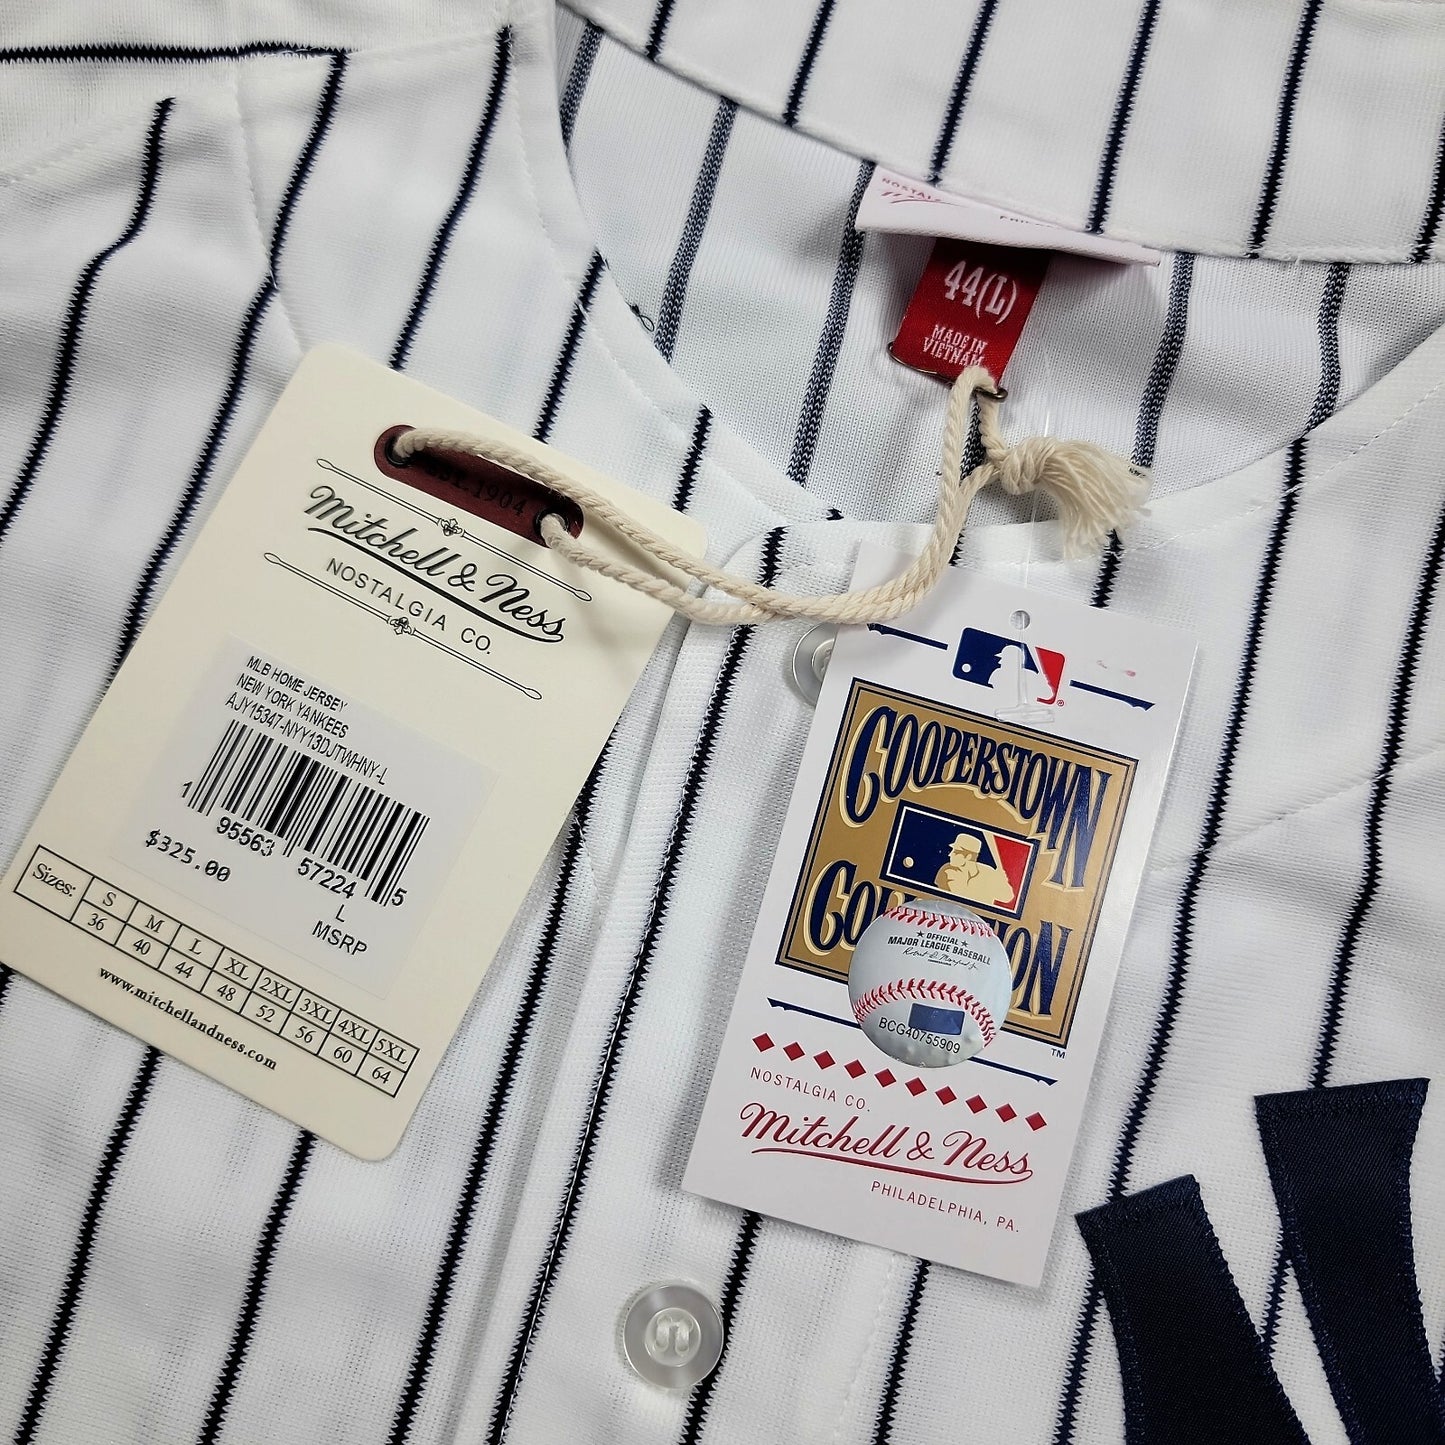 NOSTALG
44(L)
MADE IN
VIETNAM
EST. 1904
Mitchell & Ness
NOSTALGIA CO.
MLB HOME JERSEY
NEW YORK YANKEES
AJY15347-NYY13DJTWHNY-L
1 95563 57224 5
$325.00
L
MSRP
Sizes: S M L XL 2XL 3XL 4XL 5XL
36 40 44 48 52 56 60 64
www.mitchellandness.com
COOPERSTOWN
★ OFFICIAL ★
MAJOR LEAGUE BASEBALL
BCG40755909
TM
NOSTALGIA CO.
Mitchell & Ness
PHILADELPHIA, PA.